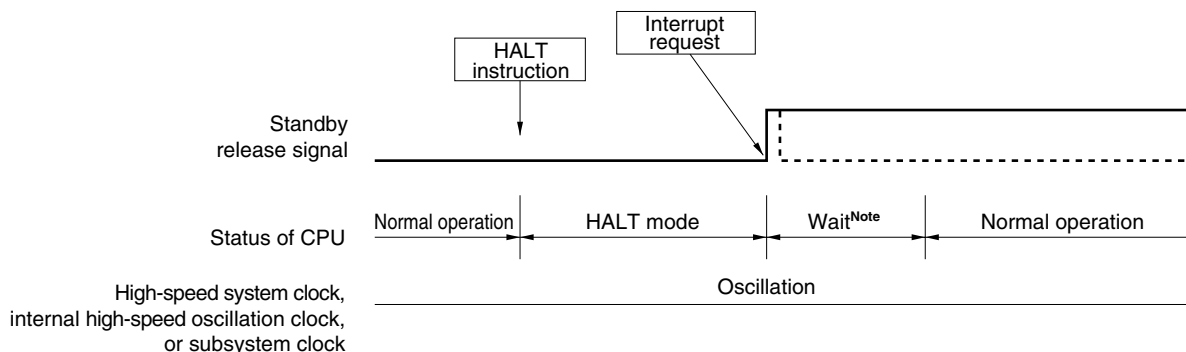 Interrupt
request
HALT
instruction
Standby
release signal
Status of CPU
Normal operation
HALT mode
WaitNote
Normal operation
High-speed system clock,
internal high-speed oscillation clock,
or subsystem clock
Oscillation